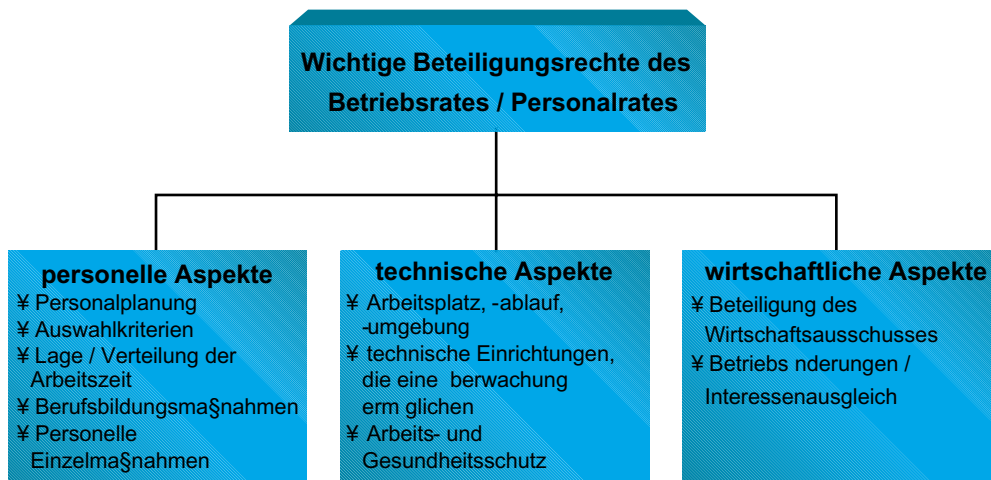 Wichtige Beteiligungsrechte des
Betriebsrates / Personalrates
personelle Aspekte
¥ Personalplanung
¥ Auswahlkriterien
¥ Lage / Verteilung der
Arbeitszeit
¥ Berufsbildungsma§nahmen
¥ Personelle
Einzelma§nahmen
technische Aspekte
¥ Arbeitsplatz, -ablauf,
-umgebung
¥ technische Einrichtungen,
die eine berwachung
erm glichen
¥ Arbeits- und
Gesundheitsschutz
wirtschaftliche Aspekte
¥ Beteiligung des
Wirtschaftsausschusses
¥ Betriebs nderungen /
Interessenausgleich